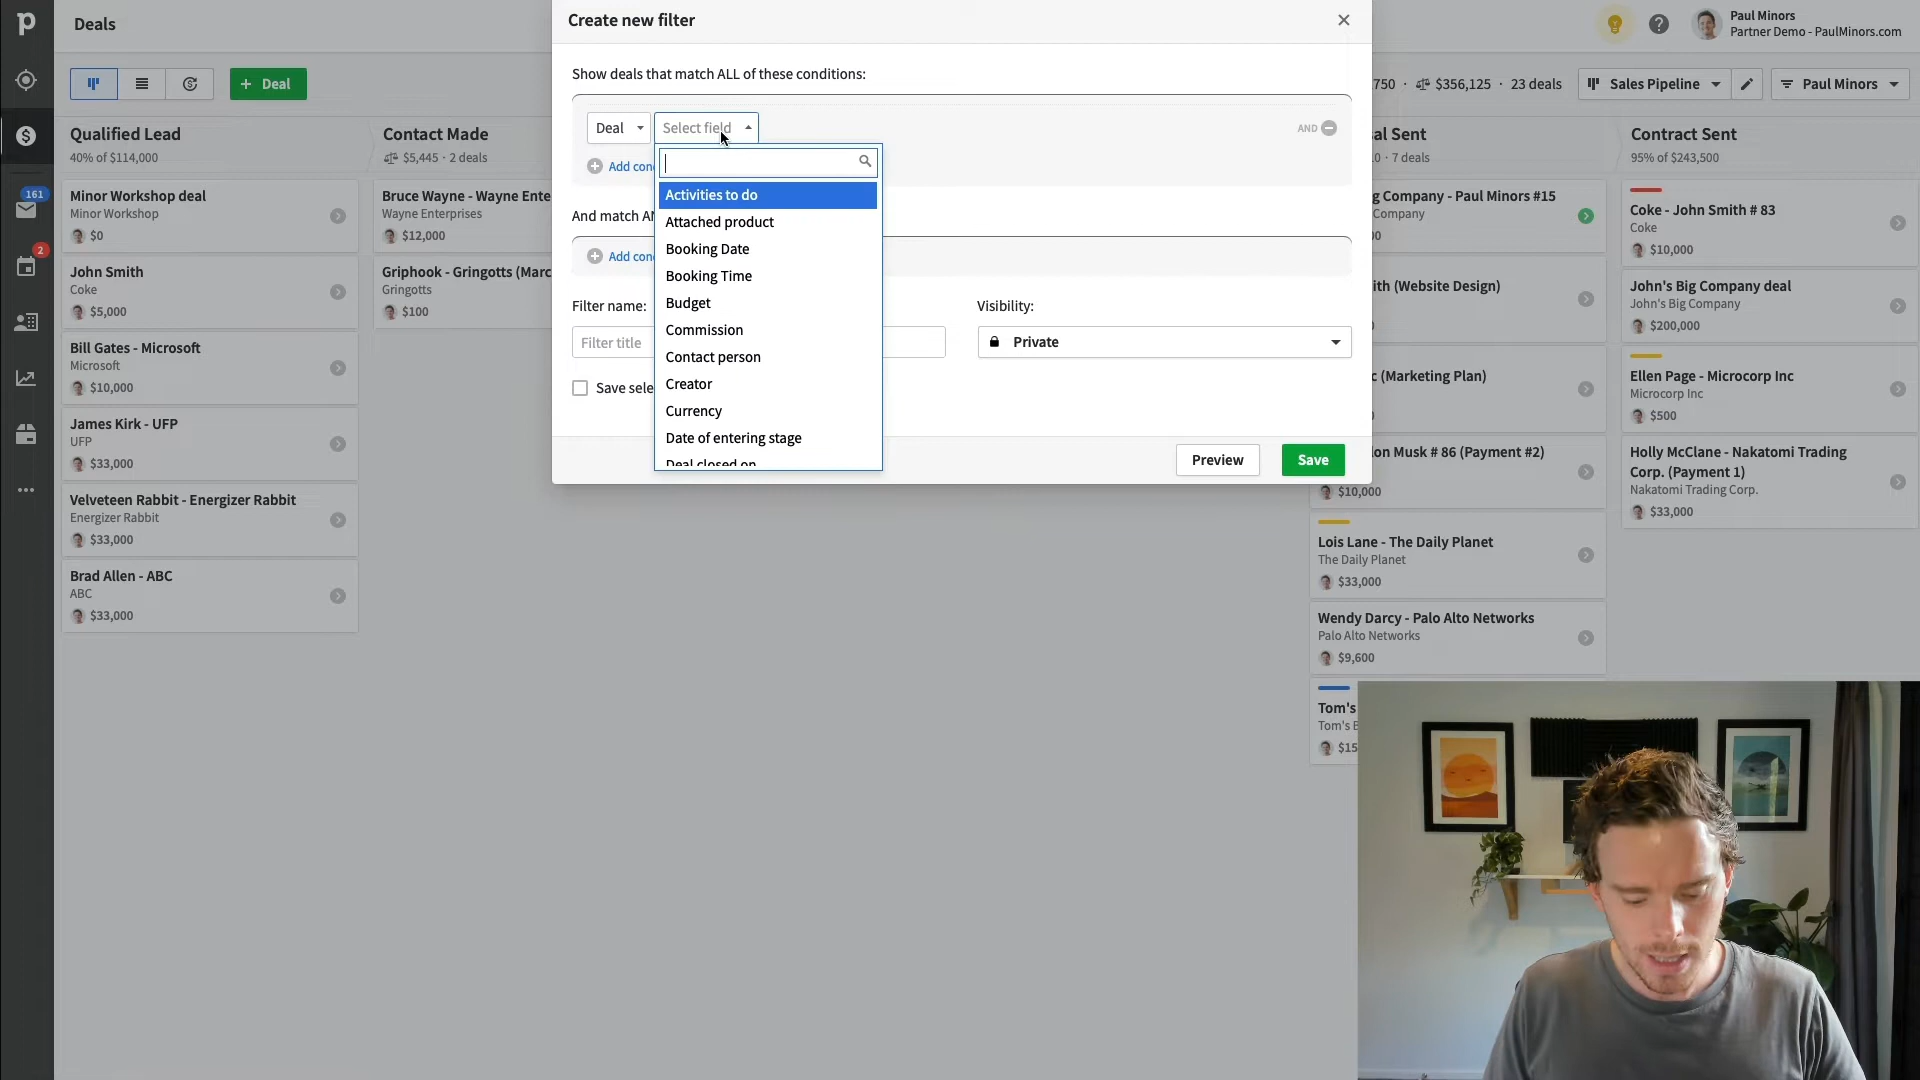 p
Deals
Create new filter
Paul Minors
Partner Demo - PaulMinors.com
+ Deal
Show deals that match ALL of these conditions:
750 · $356,125 · 23 deals
Sales Pipeline
Paul Minors
Qualified Lead
40% of $114,000
Contact Made
$5,445 · 2 deals
Deal
Select field
AND
al Sent
0 · 7 deals
Contract Sent
95% of $243,500
161
2
Minor Workshop deal
Minor Workshop
$0
John Smith
Coke
$5,000
Bill Gates - Microsoft
Microsoft
$10,000
James Kirk - UFP
UFP
$33,000
Velveteen Rabbit - Energizer Rabbit
Energizer Rabbit
$33,000
Brad Allen - ABC
ABC
$33,000
Bruce Wayne - Wayne Ente
Wayne Enterprises
$12,000
Griphook - Gringotts (Marc
Gringotts
$100
Add con
And match A
Add con
Activities to do
Attached product
Booking Date
Booking Time
Budget
Commission
Contact person
Creator
Currency
Date of entering stage
Deal closed on
Filter name:
Filter title
Visibility:
Private
Save sele
Preview
Save
g Company - Paul Minors #15
Company
00
ith (Website Design)
c (Marketing Plan)
on Musk # 86 (Payment #2)
$10,000
Lois Lane - The Daily Planet
The Daily Planet
$33,000
Wendy Darcy - Palo Alto Networks
Palo Alto Networks
$9,600
Tom's
Tom's B
$15
Coke - John Smith # 83
Coke
$10,000
John's Big Company deal
John's Big Company
$200,000
Ellen Page - Microcorp Inc
Microcorp Inc
$500
Holly McClane - Nakatomi Trading
Corp. (Payment 1)
Nakatomi Trading Corp.
$33,000